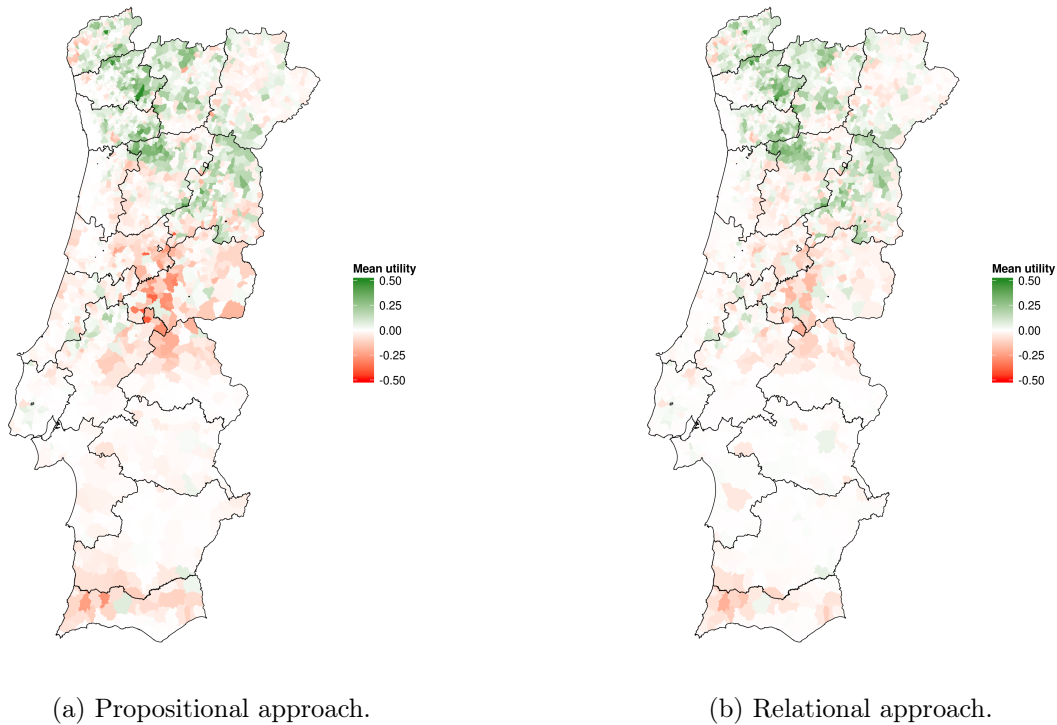 Mean utility
0.50
0.25
0.00
-0.25
-0.50
Mean utility
0.50
0.25
0.00
-0.25
-0.50
(a) Propositional approach.
(b) Relational approach.